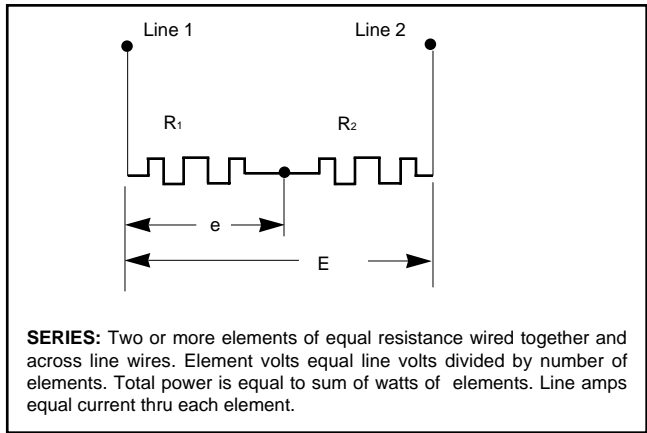 Line 1 Line 2
R₁ R₂
e
E
SERIES: Two or more elements of equal resistance wired together and
across line wires. Element volts equal line volts divided by number of
elements. Total power is equal to sum of watts of elements. Line amps
equal current thru each element.